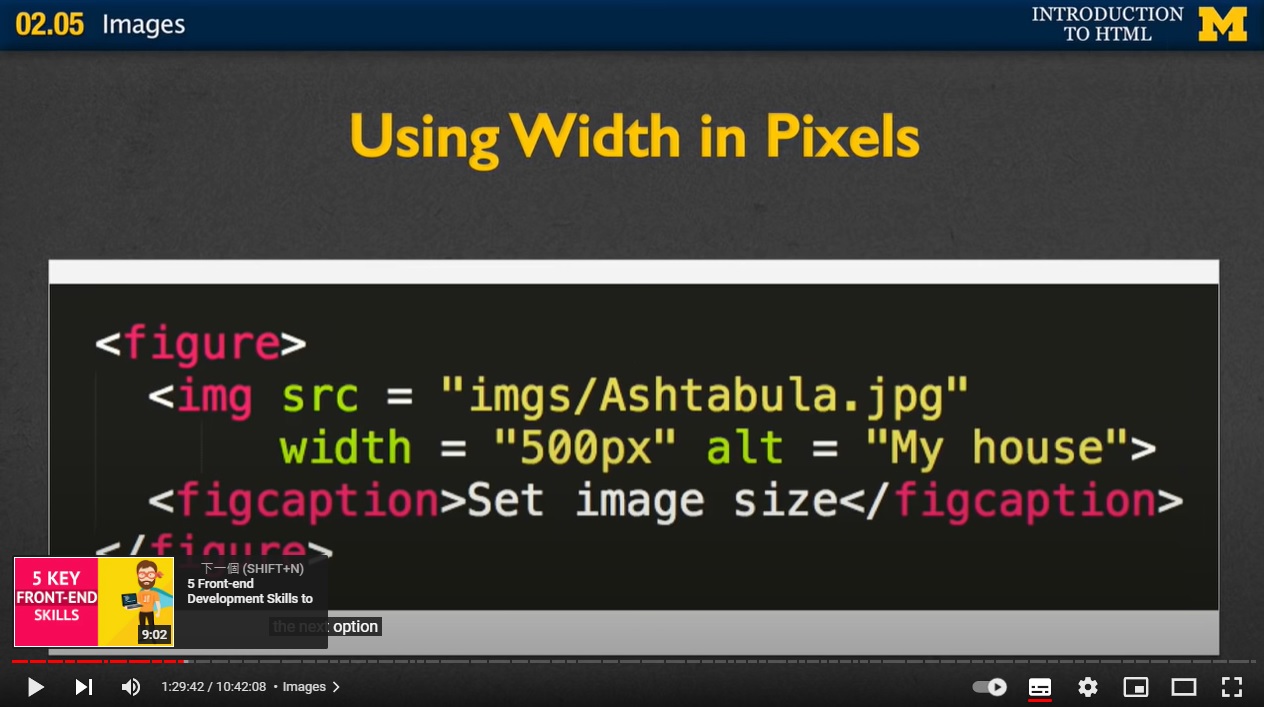 02.05 Images
INTRODUCTION
TO HTML
M
Using Width in Pixels
<figure>
<img src = "imgs/Ashtabula.jpg"
width = "500px" alt = "My house">
<figcaption>Set image size</figcaption>
</figure>
5 KEY
FRONT-END
SKILLS
9:02
下一個 (SHIFT+N)
5 Front-end
Development Skills to
the next option
1:29:42 / 10:42:08 • Images >